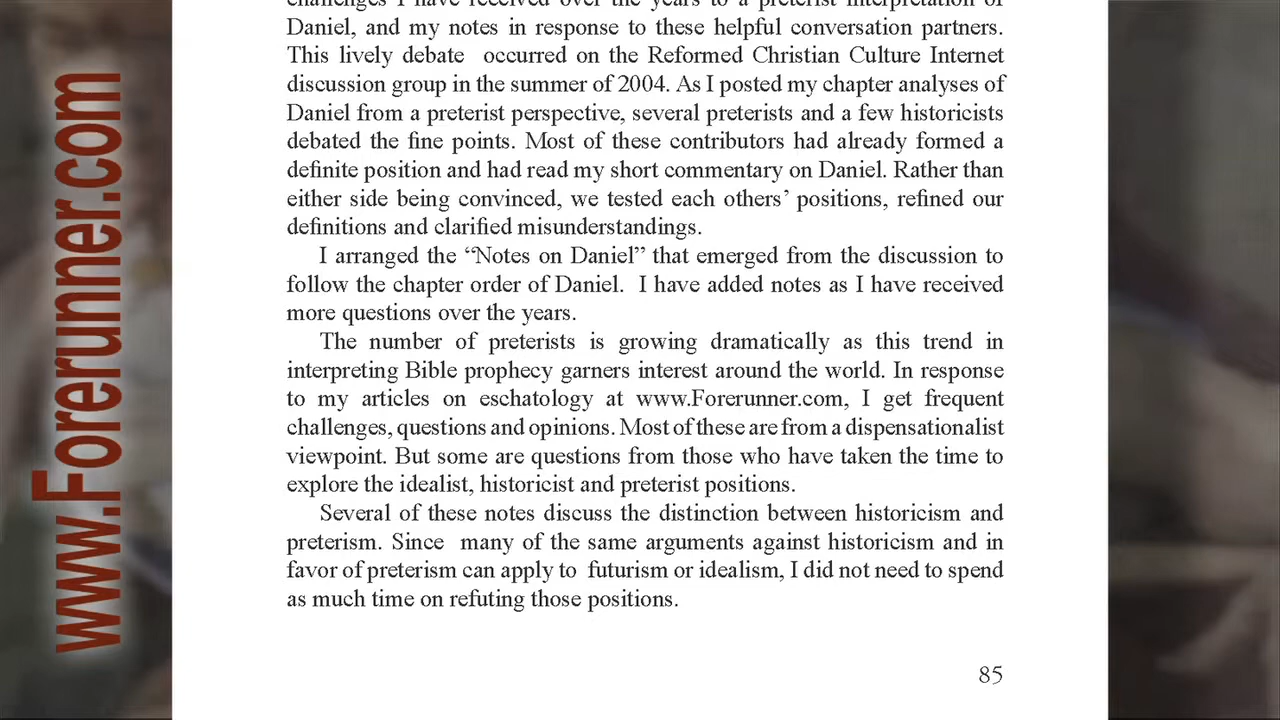 challenges I have received over the years to a preterist interpretation of
Daniel, and my notes in response to these helpful conversation partners.
This lively debate  occurred on the Reformed Christian Culture Internet
discussion group in the summer of 2004. As I posted my chapter analyses of
Daniel from a preterist perspective, several preterists and a few historicists
debated the fine points. Most of these contributors had already formed a
definite position and had read my short commentary on Daniel. Rather than
either side being convinced, we tested each others’ positions, refined our
definitions and clarified misunderstandings.
I arranged the “Notes on Daniel” that emerged from the discussion to
follow the chapter order of Daniel.  I have added notes as I have received
more questions over the years.
The number of preterists is growing dramatically as this trend in
interpreting Bible prophecy garners interest around the world. In response
to my articles on eschatology at www.Forerunner.com, I get frequent
challenges, questions and opinions. Most of these are from a dispensationalist
viewpoint. But some are questions from those who have taken the time to
explore the idealist, historicist and preterist positions.
Several of these notes discuss the distinction between historicism and
preterism. Since  many of the same arguments against historicism and in
favor of preterism can apply to  futurism or idealism, I did not need to spend
as much time on refuting those positions.
85
www.Forerunner.com